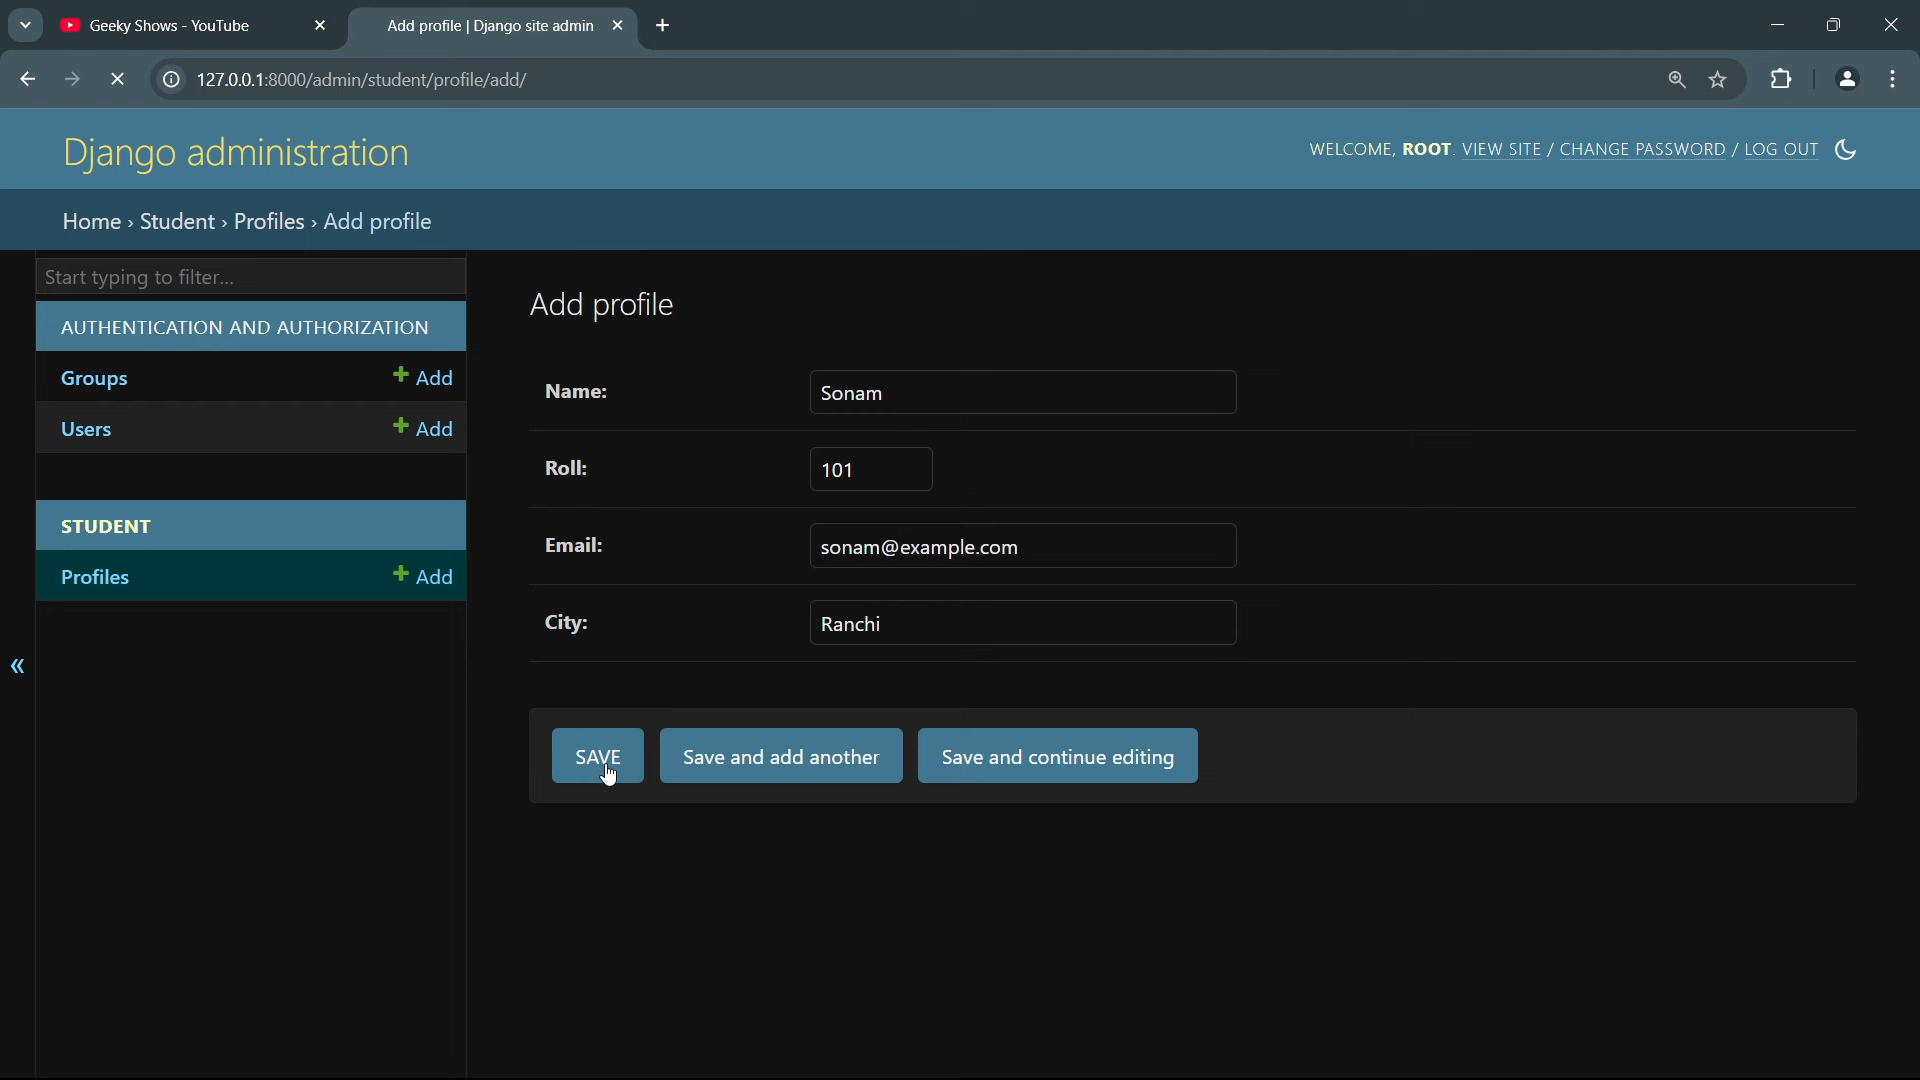 Geeky Shows - YouTube
Add profile | Django site admin
127.0.0.1:8000/admin/student/profile/add/
Django administration
WELCOME, ROOT. VIEW SITE / CHANGE PASSWORD / LOG OUT
Home › Student › Profiles › Add profile
Start typing to filter...
AUTHENTICATION AND AUTHORIZATION
Groups + Add
Users + Add
STUDENT
Profiles + Add
«
Add profile
Name: Sonam
Roll: 101
Email: sonam@example.com
City: Ranchi
SAVE Save and add another Save and continue editing